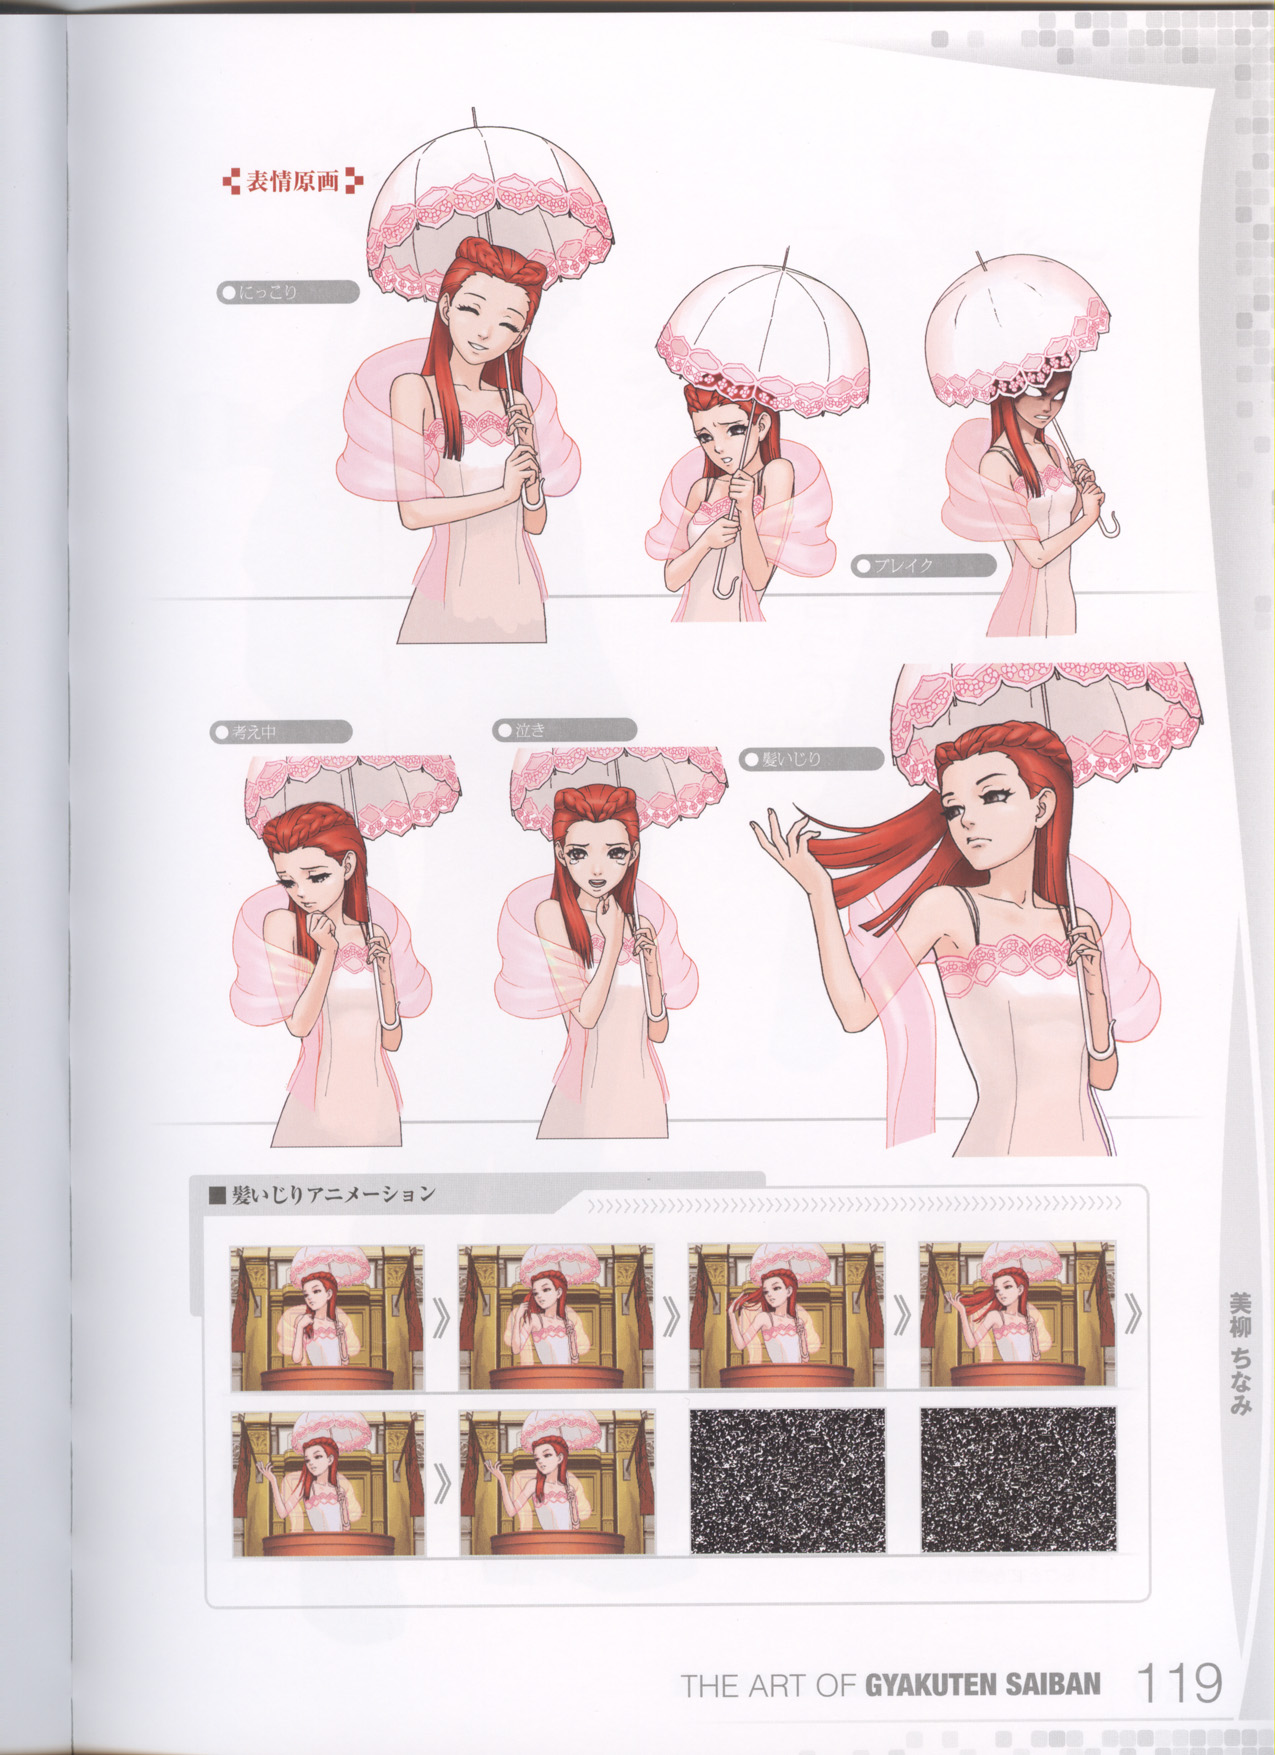 表情原画
にっこり
ブレイク
考え中
泣き
髪いじり
■髪いじりアニメーション
美柳 ちなみ
THE ART OF GYAKUTEN SAIBAN 119